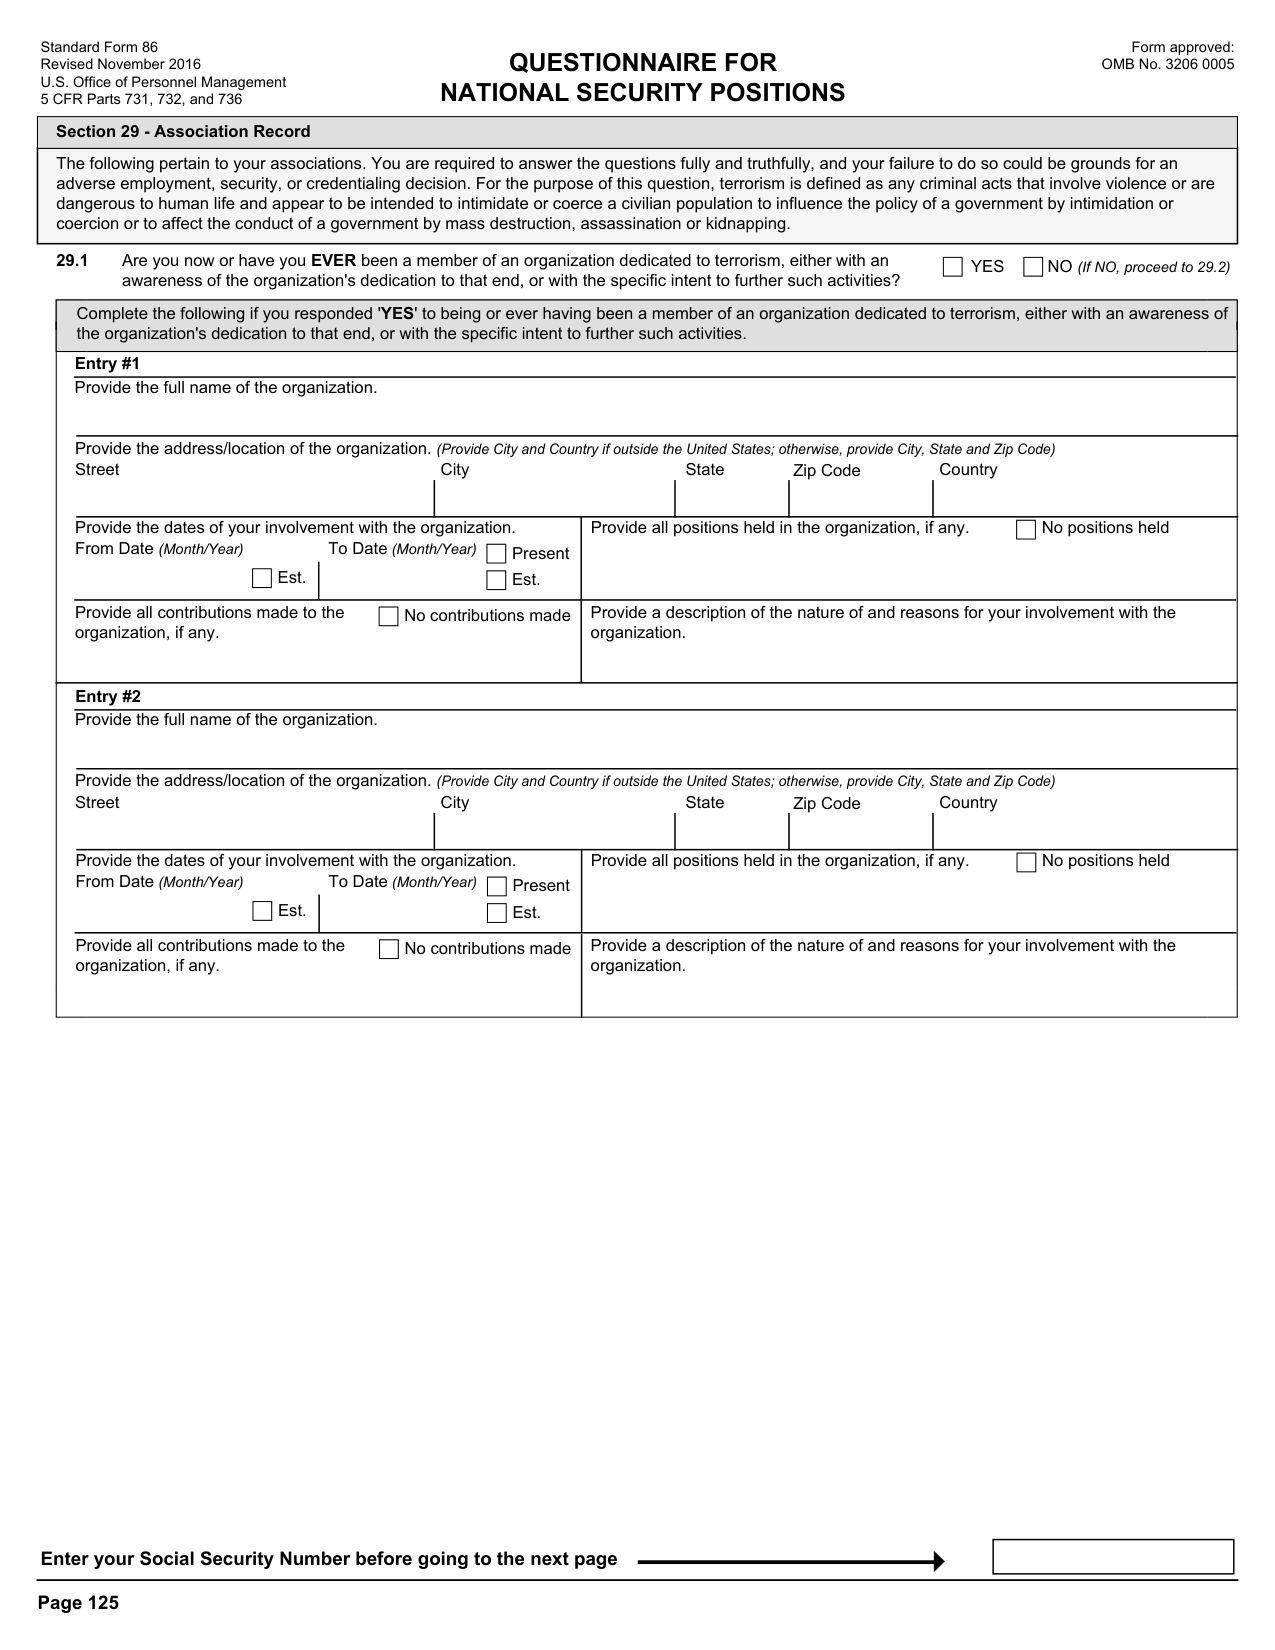 Standard Form 86
Revised November 2016
U.S. Office of Personnel Management
5 CFR Parts 731, 732, and 736
QUESTIONNAIRE FOR
NATIONAL SECURITY POSITIONS
Form approved:
OMB No. 3206 0005
Section 29 - Association Record
The following pertain to your associations. You are required to answer the questions fully and truthfully, and your failure to do so could be grounds for an
adverse employment, security, or credentialing decision. For the purpose of this question, terrorism is defined as any criminal acts that involve violence or are
dangerous to human life and appear to be intended to intimidate or coerce a civilian population to influence the policy of a government by intimidation or
coercion or to affect the conduct of a government by mass destruction, assassination or kidnapping.
29.1 Are you now or have you EVER been a member of an organization dedicated to terrorism, either with an
awareness of the organization's dedication to that end, or with the specific intent to further such activities?
YES NO (If NO, proceed to 29.2)
Complete the following if you responded 'YES' to being or ever having been a member of an organization dedicated to terrorism, either with an awareness of
the organization's dedication to that end, or with the specific intent to further such activities.
Entry #1
Provide the full name of the organization.
Provide the address/location of the organization. (Provide City and Country if outside the United States; otherwise, provide City, State and Zip Code)
Street City State Zip Code Country
Provide the dates of your involvement with the organization.
From Date (Month/Year) To Date (Month/Year) Present
Est. Est.
Provide all positions held in the organization, if any. No positions held
Provide all contributions made to the No contributions made
organization, if any.
Provide a description of the nature of and reasons for your involvement with the
organization.
Entry #2
Provide the full name of the organization.
Provide the address/location of the organization. (Provide City and Country if outside the United States; otherwise, provide City, State and Zip Code)
Street City State Zip Code Country
Provide the dates of your involvement with the organization.
From Date (Month/Year) To Date (Month/Year) Present
Est. Est.
Provide all positions held in the organization, if any. No positions held
Provide all contributions made to the No contributions made
organization, if any.
Provide a description of the nature of and reasons for your involvement with the
organization.
Enter your Social Security Number before going to the next page
Page 125